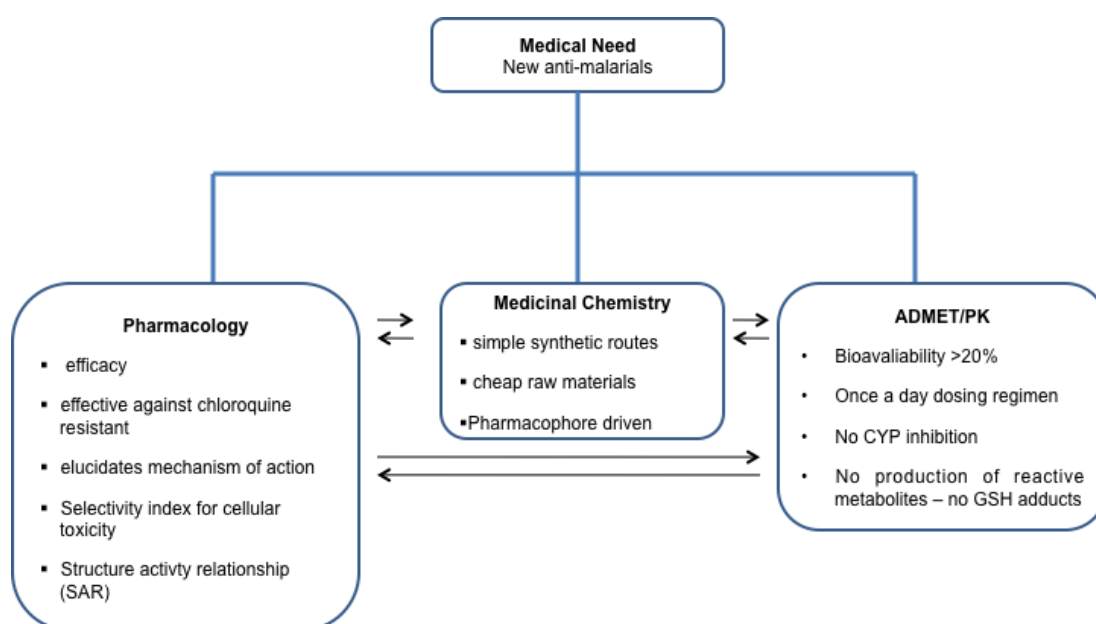 Medical Need
New anti-malarials
Pharmacology
▪ efficacy
▪ effective against chloroquine
resistant
▪ elucidates mechanism of action
▪ Selectivity index for cellular
toxicity
▪ Structure activty relationship
(SAR)
Medicinal Chemistry
▪ simple synthetic routes
▪ cheap raw materials
▪Pharmacophore driven
ADMET/PK
• Bioavaliability >20%
• Once a day dosing regimen
• No CYP inhibition
• No production of reactive
metabolites – no GSH adducts